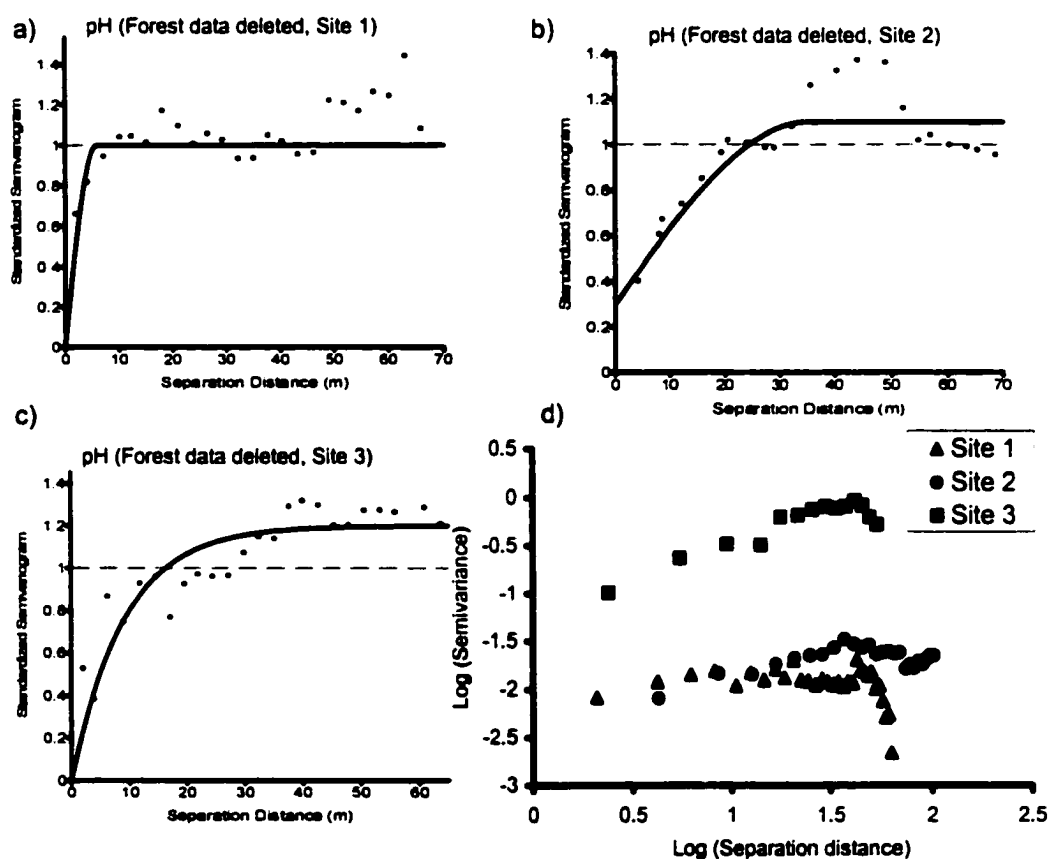 a)
pH (Forest data deleted, Site 1)
Standardized Semivariogram
1.4
1.2
1
0.8
0.6
0.4
0.2
0
0 10 20 30 40 50 60 70
Separation Distance (m)
b)
pH (Forest data deleted, Site 2)
Standardized Semivariogram
1.4
1.2
1
0.8
0.6
0.4
0.2
0
0 10 20 30 40 50 60 70
Separation Distance (m)
c)
pH (Forest data deleted, Site 3)
Standardized Semivariogram
1.4
1.2
1
0.8
0.6
0.4
0.2
0
0 10 20 30 40 50 60
Separation Distance (m)
d)
Log (Semivariance)
0.5
0
-0.5
-1
-1.5
-2
-2.5
-3
0 0.5 1 1.5 2 2.5
Log (Separation distance)
Site 1
Site 2
Site 3